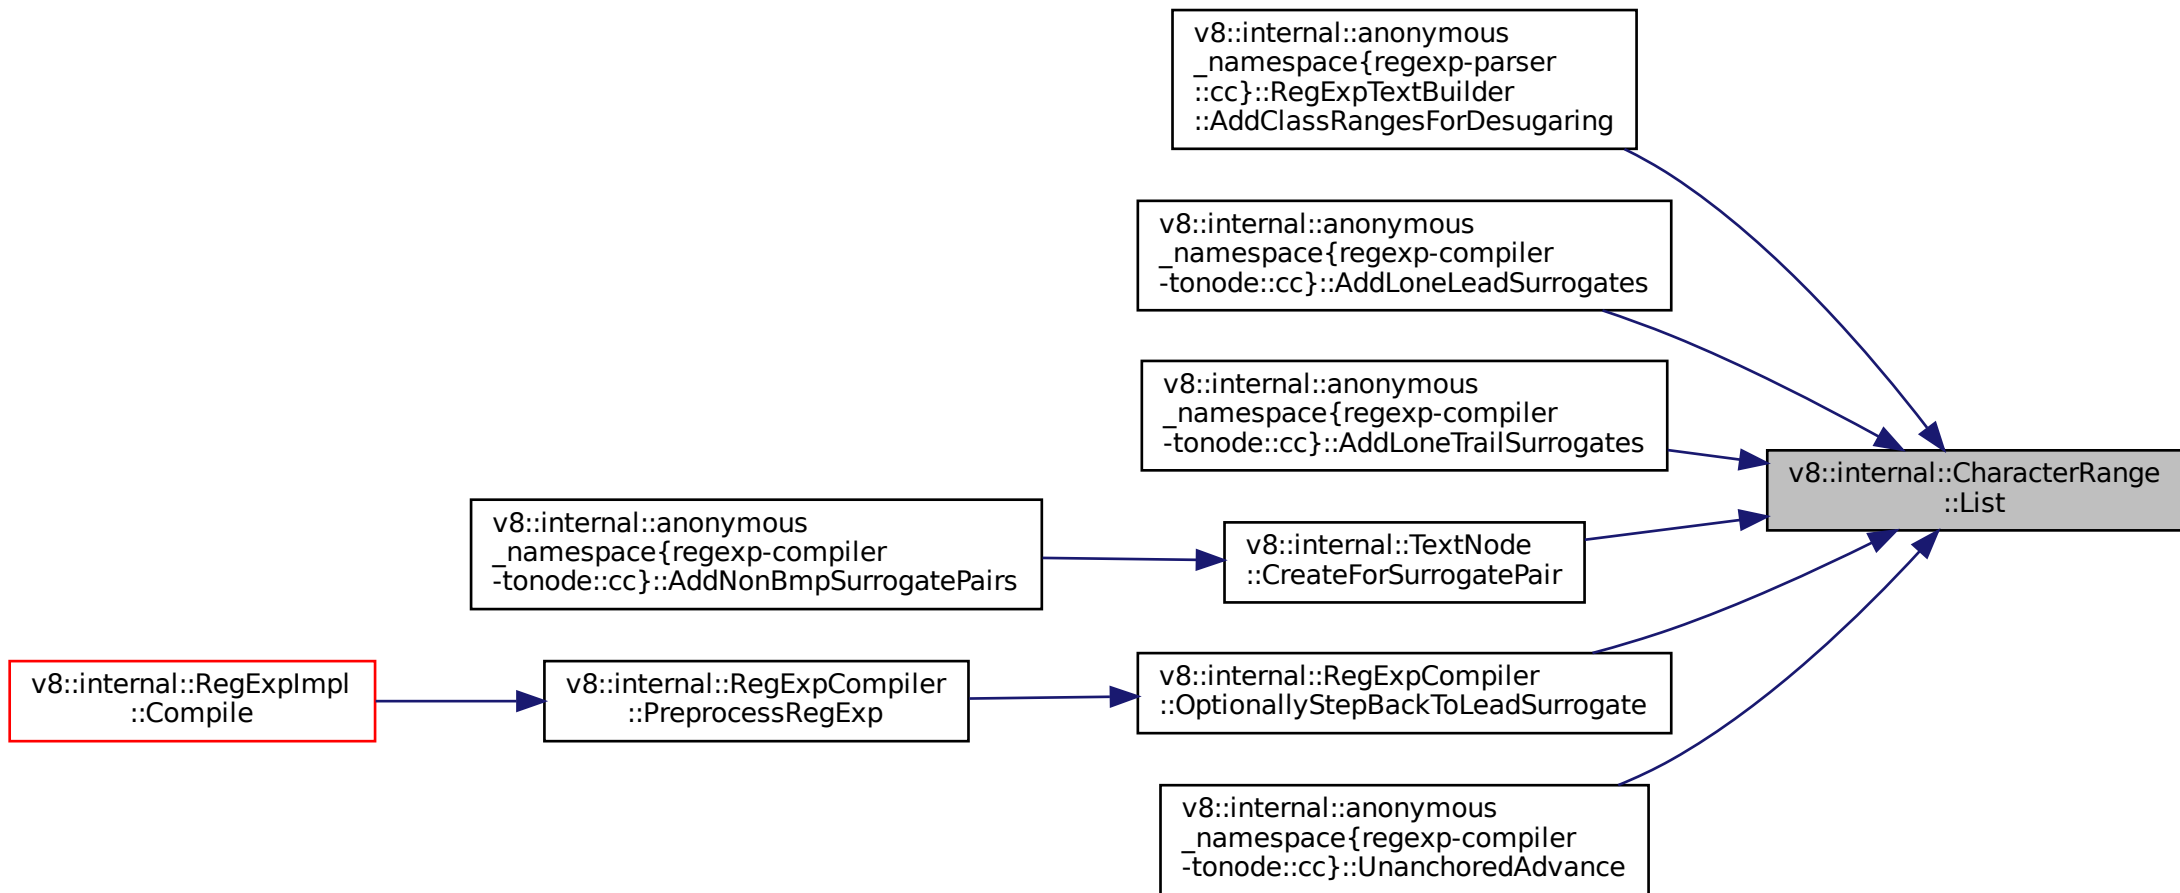 v8::internal::anonymous
_namespace{regexp-parser
::cc}::RegExpTextBuilder
::AddClassRangesForDesugaring
v8::internal::anonymous
_namespace{regexp-compiler
-tonode::cc}::AddLoneLeadSurrogates
v8::internal::anonymous
_namespace{regexp-compiler
-tonode::cc}::AddLoneTrailSurrogates
v8::internal::CharacterRange
::List
v8::internal::anonymous
_namespace{regexp-compiler
-tonode::cc}::AddNonBmpSurrogatePairs
v8::internal::TextNode
::CreateForSurrogatePair
v8::internal::RegExpImpl
::Compile
v8::internal::RegExpCompiler
::PreprocessRegExp
v8::internal::RegExpCompiler
::OptionallyStepBackToLeadSurrogate
v8::internal::anonymous
_namespace{regexp-compiler
-tonode::cc}::UnanchoredAdvance